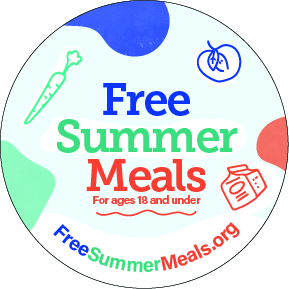 Free
Summer
Meals
For ages 18 and under
FreeSummerMeals.org